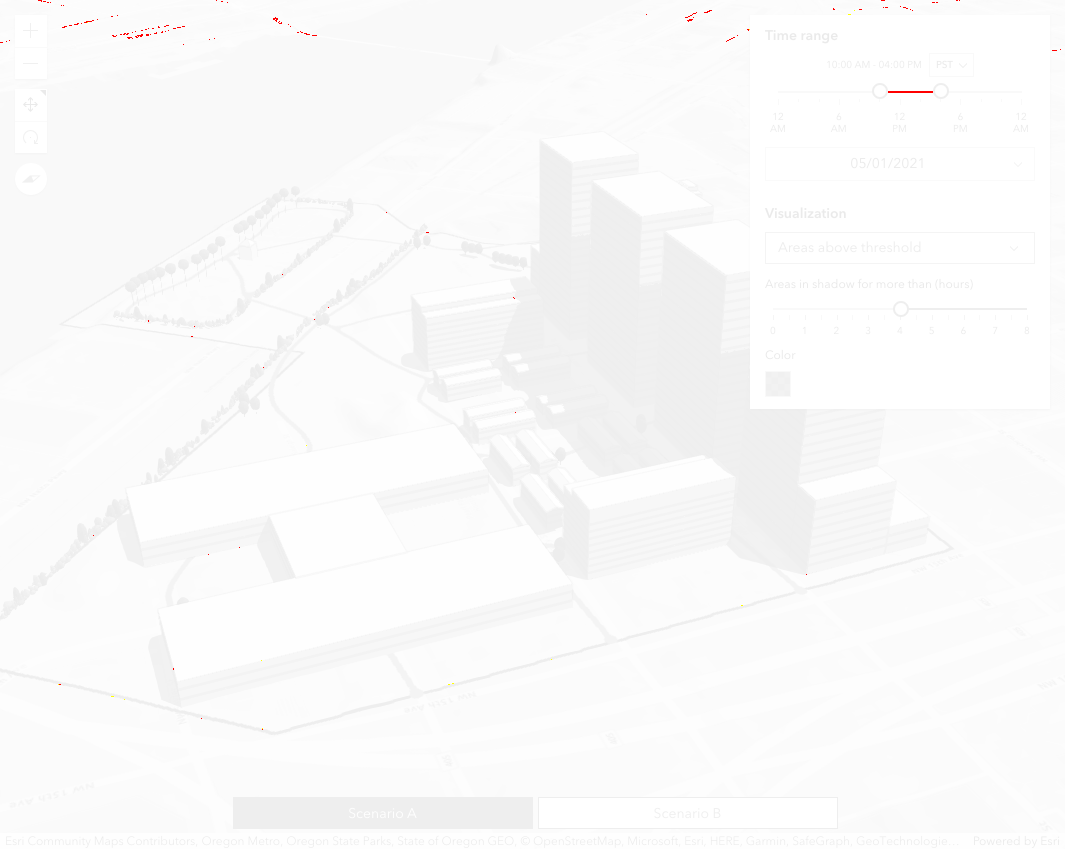 Time range
10:00 AM - 04:00 PM PST
12 6 12 6 12
AM AM PM PM AM
05/01/2021
Visualization
Areas above threshold
Areas in shadow for more than (hours)
0 1 2 3 4 5 6 7 8
Color
Scenario A Scenario B
Esri Community Maps Contributors, Oregon Metro, Oregon State Parks, State of Oregon GEO, © OpenStreetMap, Microsoft, Esri, HERE, Garmin, SafeGraph, GeoTechnologie... Powered by Esri